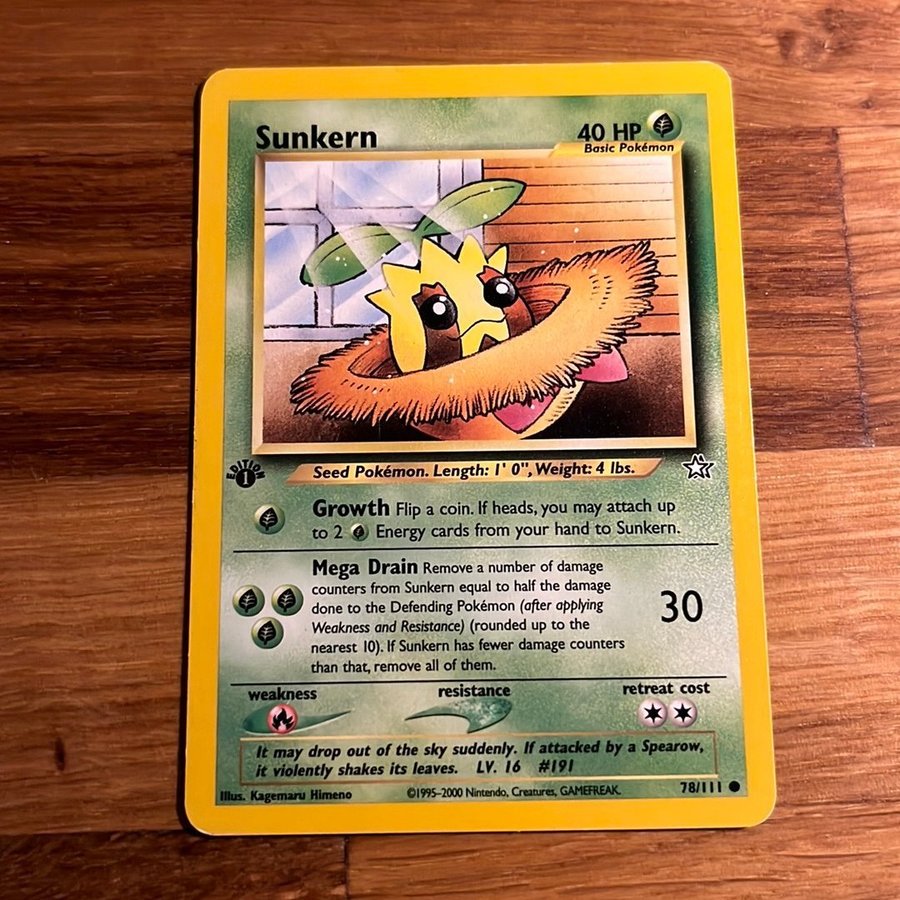 Sunkern
40 HP
Basic Pokémon
Seed Pokémon. Length: 1' 0", Weight: 4 lbs.
EDITION
1
Growth Flip a coin. If heads, you may attach up
to 2 Energy cards from your hand to Sunkern.
Mega Drain Remove a number of damage
counters from Sunkern equal to half the damage
done to the Defending Pokémon (after applying
Weakness and Resistance) (rounded up to the
nearest 10). If Sunkern has fewer damage counters
than that, remove all of them.
30
weakness
resistance
retreat cost
It may drop out of the sky suddenly. If attacked by a Spearow,
it violently shakes its leaves. LV. 16 #191
Illus. Kagemaru Himeno
©1995–2000 Nintendo, Creatures, GAMEFREAK.
78/111